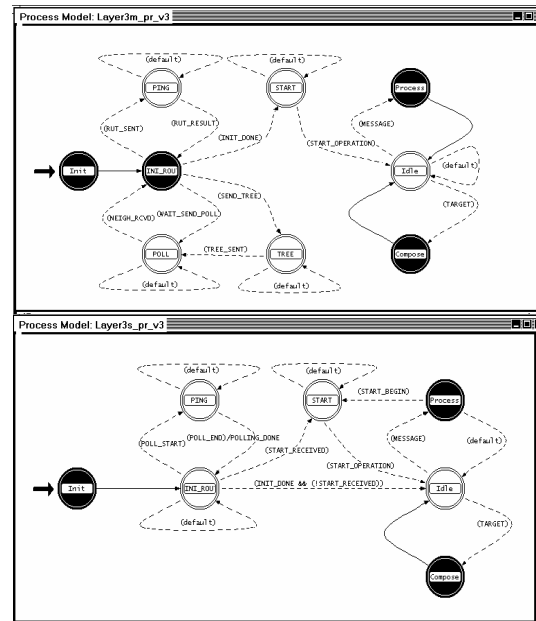 Process Model: Layer3m_pr_v3
(default)
(default)
PING
START
Process
(RUT_SENT)
(RUT_RESULT)
(INIT_DONE)
(MESSAGE)
(START_OPERATION)
(default)
Init
INI_ROU
Idle
(SEND_TREE)
(TARGET)
(NEIGH_RCVD)
(WAIT_SEND_POLL)
(TREE_SENT)
POLL
TREE
Compose
(default)
(default)
Process Model: Layer3s_pr_v3
(default)
(default)
(START_BEGIN)
PING
START
Process
(POLL_START)
(POLL_END)/POLLING_DONE
(MESSAGE)
(default)
(START_RECEIVED)
(START_OPERATION)
Init
INI_ROU
(INIT_DONE && (!START_RECEIVED))
Idle
(default)
(TARGET)
Compose